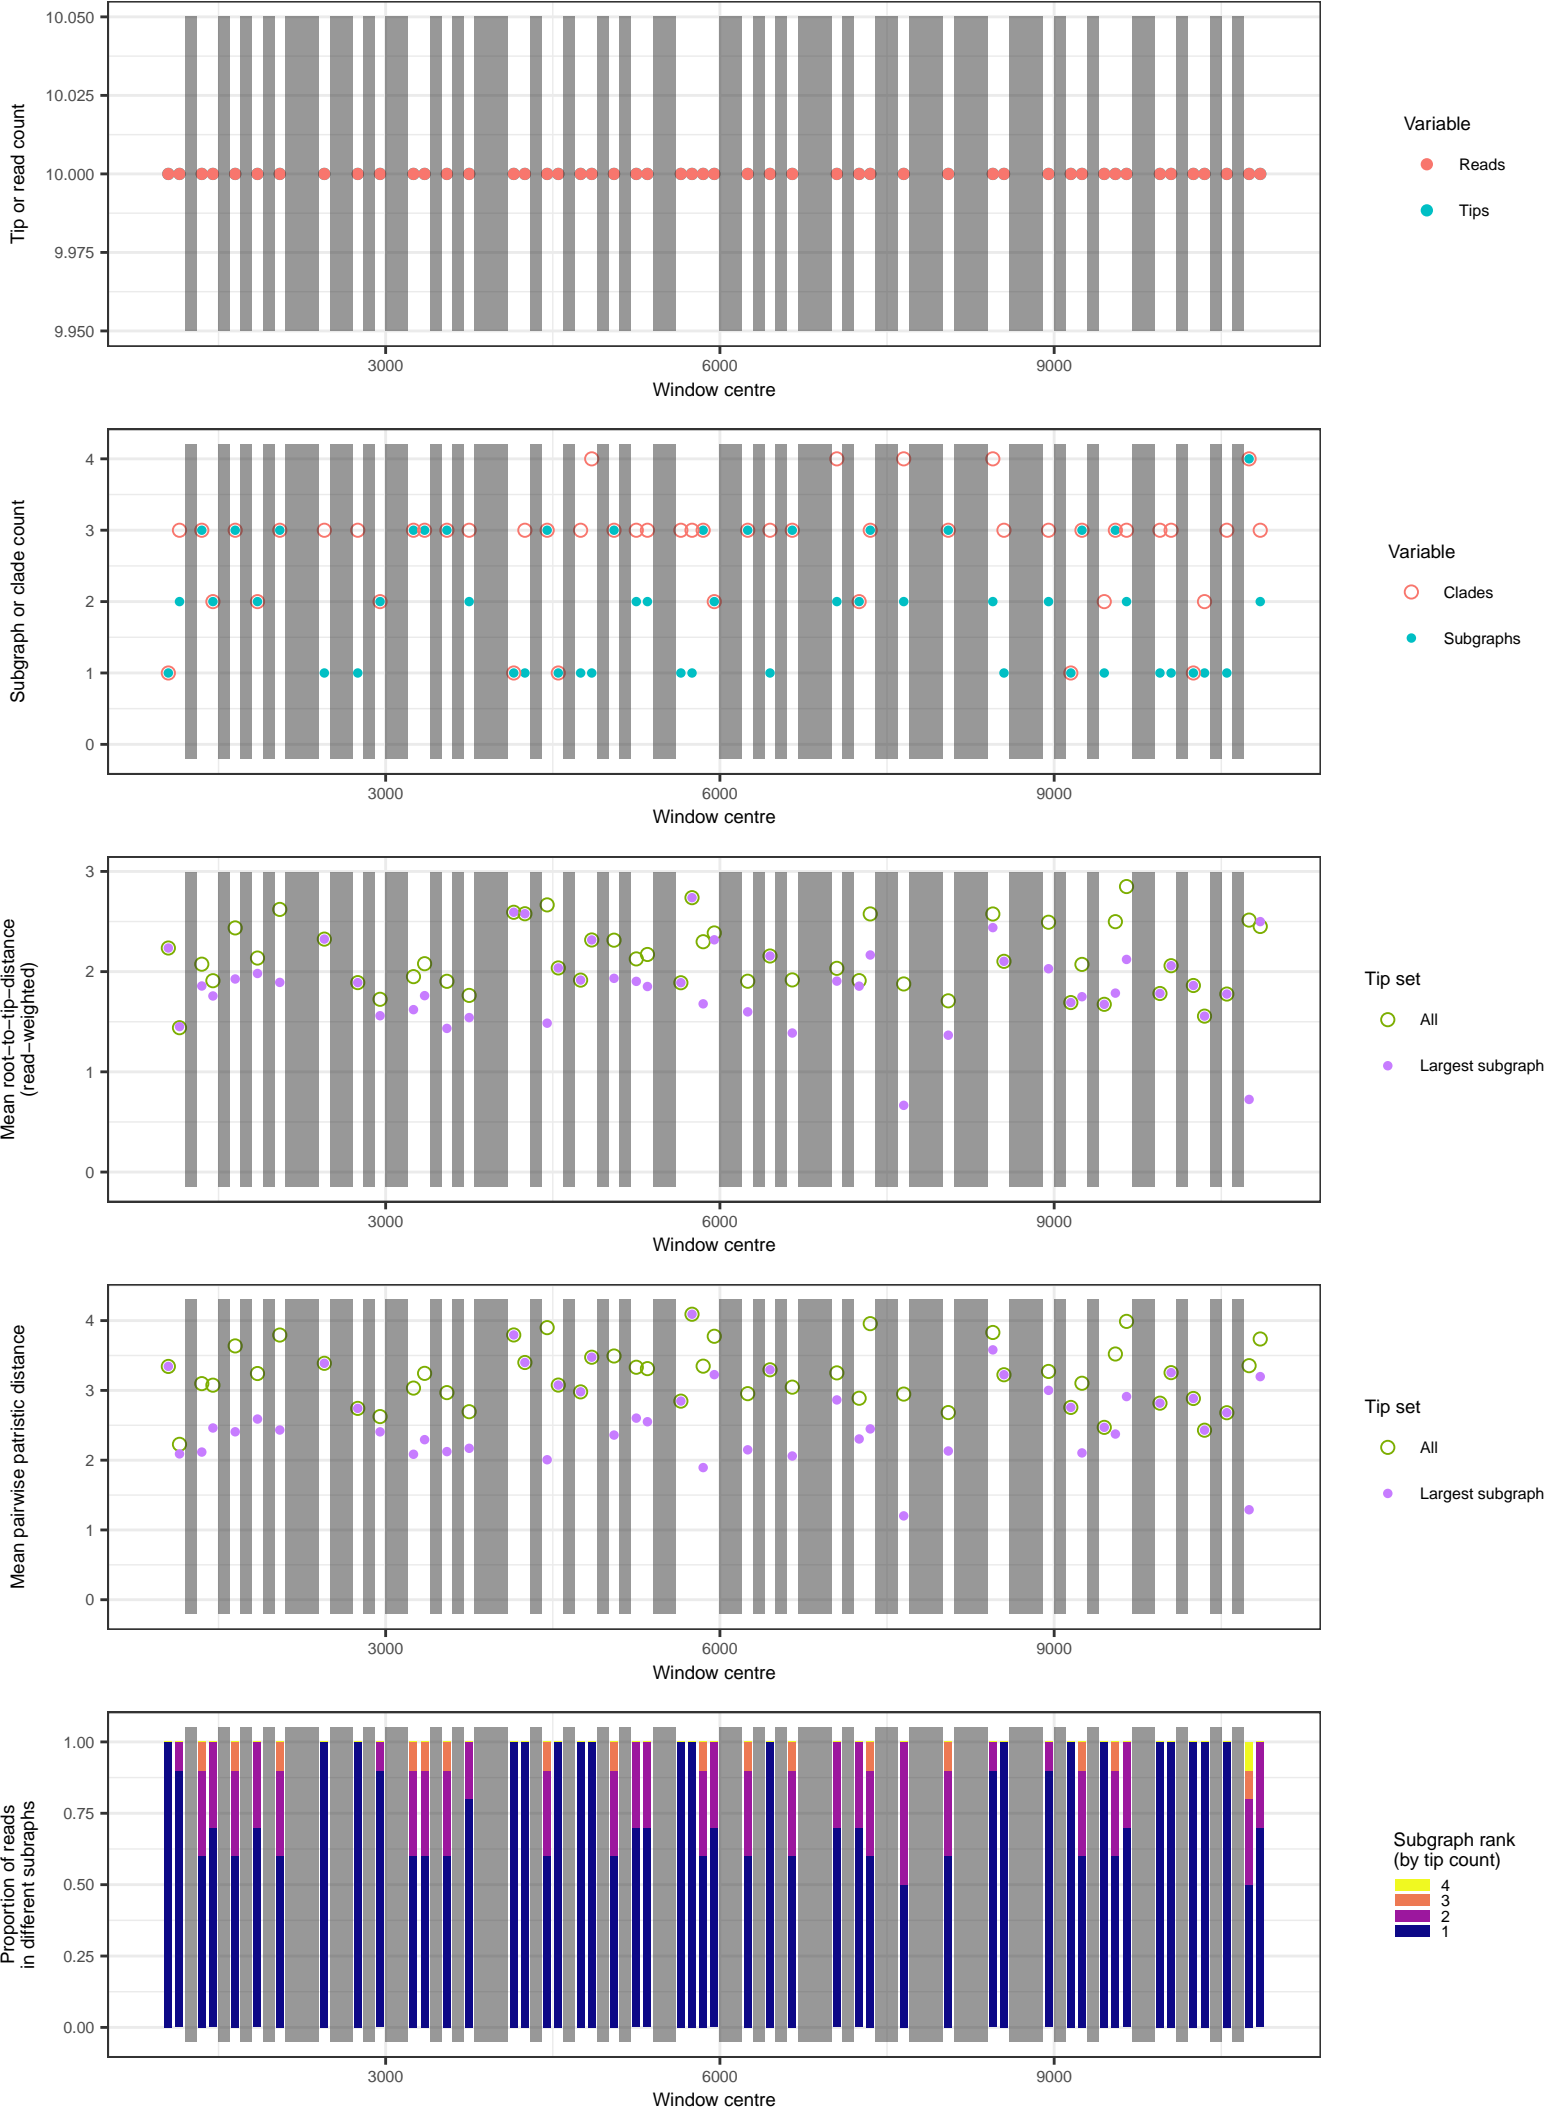 10.050
10.025
10.000
9.975
9.950
Tip or read count
3000 6000 9000
Window centre
Variable
Reads
Tips
4
3
2
1
0
Subgraph or clade count
3000 6000 9000
Window centre
Variable
Clades
Subgraphs
3
2
1
0
Mean root−to−tip−distance
(read−weighted)
3000 6000 9000
Window centre
Tip set
All
Largest subgraph
4
3
2
1
0
Mean pairwise patristic distance
3000 6000 9000
Window centre
Tip set
All
Largest subgraph
1.00
0.75
0.50
0.25
0.00
Proportion of reads
in different subraphs
3000 6000 9000
Window centre
Subgraph rank
(by tip count)
4
3
2
1